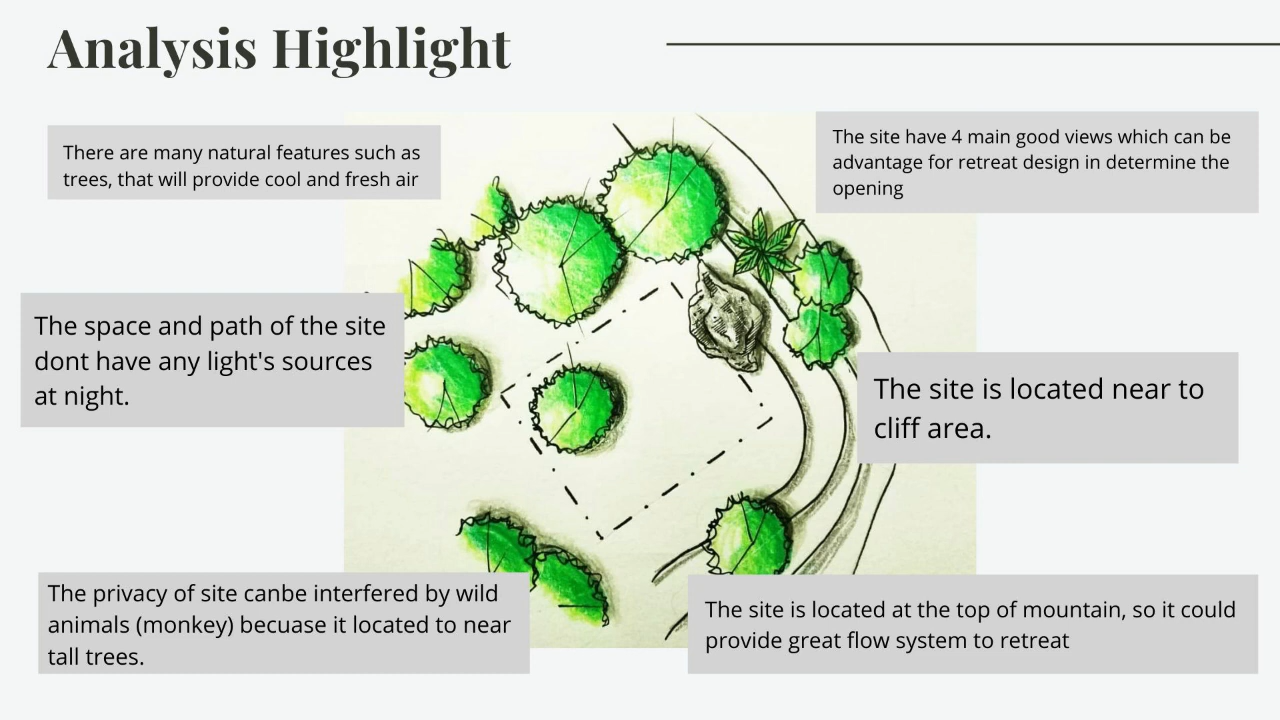 Analysis Highlight
There are many natural features such as
trees, that will provide cool and fresh air
The site have 4 main good views which can be
advantage for retreat design in determine the
opening
The space and path of the site
dont have any light's sources
at night.
The site is located near to
cliff area.
The privacy of site canbe interfered by wild
animals (monkey) becuase it located to near
tall trees.
The site is located at the top of mountain, so it could
provide great flow system to retreat